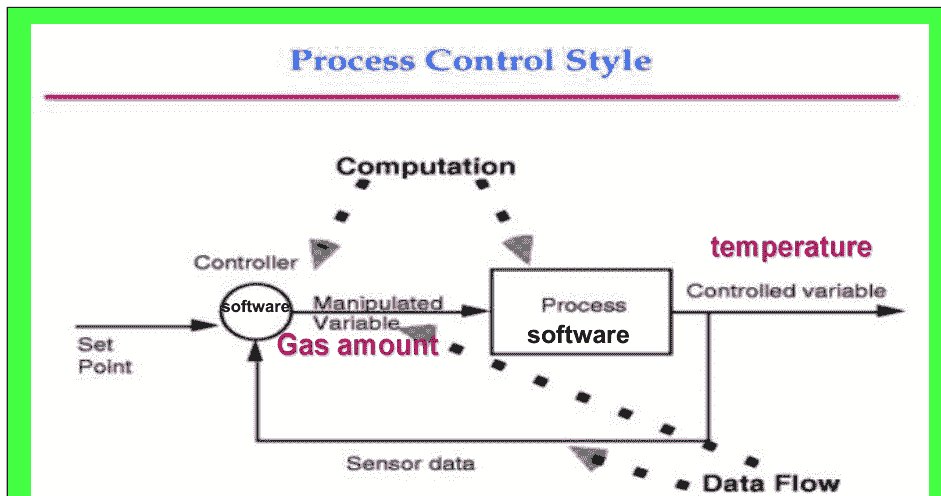 Process Control Style
Computation
temperature
Controller
Controlled variable
software
Manipulated
Variable
Process
software
Set
Point
Gas amount
Sensor data
Data Flow